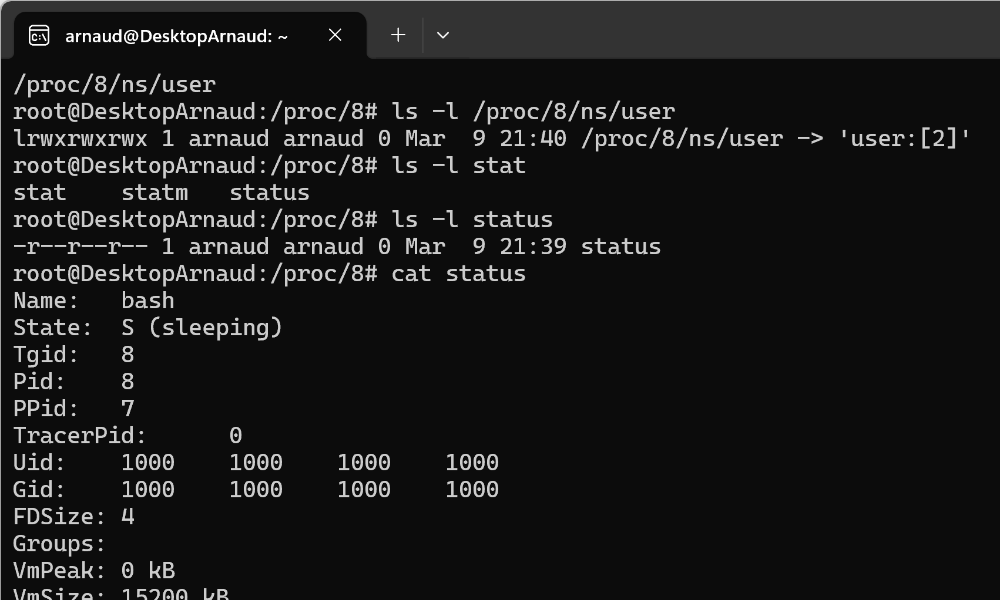 C:\ arnaud@DesktopArnaud: ~
/proc/8/ns/user
root@DesktopArnaud:/proc/8# ls -l /proc/8/ns/user
lrwxrwxrwx 1 arnaud arnaud 0 Mar  9 21:40 /proc/8/ns/user -> 'user:[2]'
root@DesktopArnaud:/proc/8# ls -l stat
stat    statm   status
root@DesktopArnaud:/proc/8# ls -l status
-r--r--r-- 1 arnaud arnaud 0 Mar  9 21:39 status
root@DesktopArnaud:/proc/8# cat status
Name:   bash
State:  S (sleeping)
Tgid:   8
Pid:    8
PPid:   7
TracerPid:      0
Uid:    1000    1000    1000    1000
Gid:    1000    1000    1000    1000
FDSize: 4
Groups:
VmPeak: 0 kB
VmSize: 15200 kB